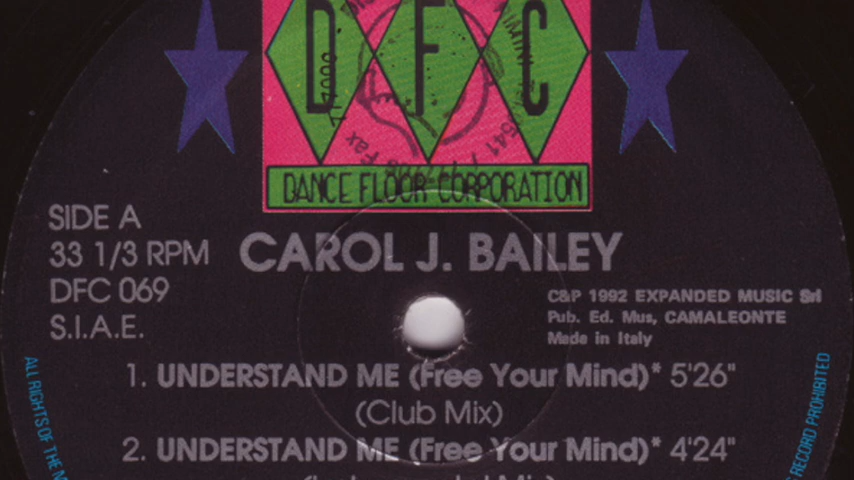 DFC
DANCE FLOOR CORPORATION
SIDE A
33 1/3 RPM
DFC 069
S.I.A.E.
CAROL J. BAILEY
C&P 1992 EXPANDED MUSIC Srl
Pub. Ed. Mus, CAMALEONTE
Made in Italy
1. UNDERSTAND ME (Free Your Mind)* 5'26"
(Club Mix)
2. UNDERSTAND ME (Free Your Mind)* 4'24"
ALL RIGHTS OF THE
RECORD PROHIBITED
Fax